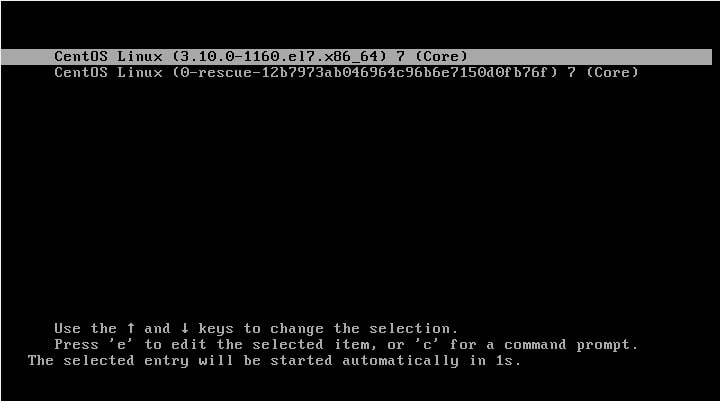 CentOS Linux (3.10.0-1160.el7.x86_64) 7 (Core)
CentOS Linux (0-rescue-12b7973ab046964c96b6e7150d0fb76f) 7 (Core)
Use the ↑ and ↓ keys to change the selection.
Press 'e' to edit the selected item, or 'c' for a command prompt.
The selected entry will be started automatically in 1s.